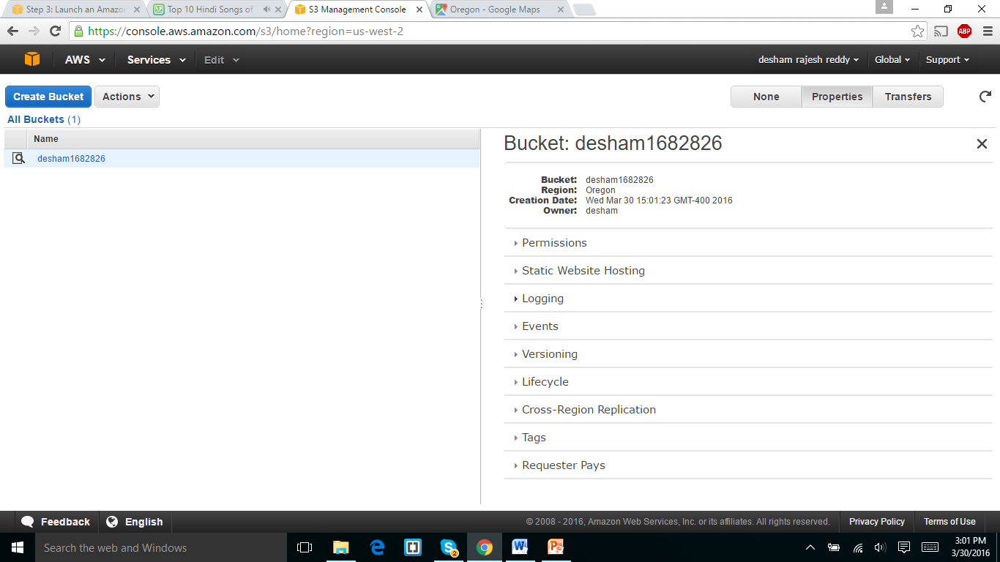 Step 3: Launch an Amazon
Top 10 Hindi Songs of
S3 Management Console
Oregon - Google Maps
https://console.aws.amazon.com/s3/home?region=us-west-2
ABP
AWS Services Edit desham rajesh reddy Global Support
Create Bucket Actions None Properties Transfers
All Buckets (1)
Name
desham1682826
Bucket: desham1682826
Bucket: desham1682826
Region: Oregon
Creation Date: Wed Mar 30 15:01:23 GMT-400 2016
Owner: desham
Permissions
Static Website Hosting
Logging
Events
Versioning
Lifecycle
Cross-Region Replication
Tags
Requester Pays
Feedback English © 2008 - 2016, Amazon Web Services, Inc. or its affiliates. All rights reserved. Privacy Policy Terms of Use
Search the web and Windows
2
3:01 PM
3/30/2016